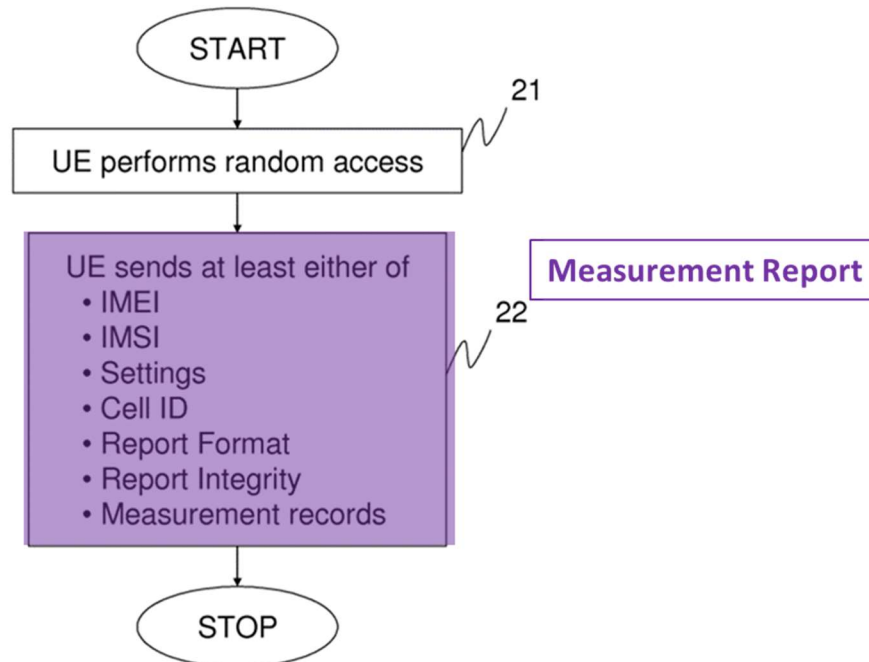 START
21
UE performs random access
UE sends at least either of
• IMEI
• IMSI
• Settings
• Cell ID
• Report Format
• Report Integrity
• Measurement records
Measurement Report
22
STOP